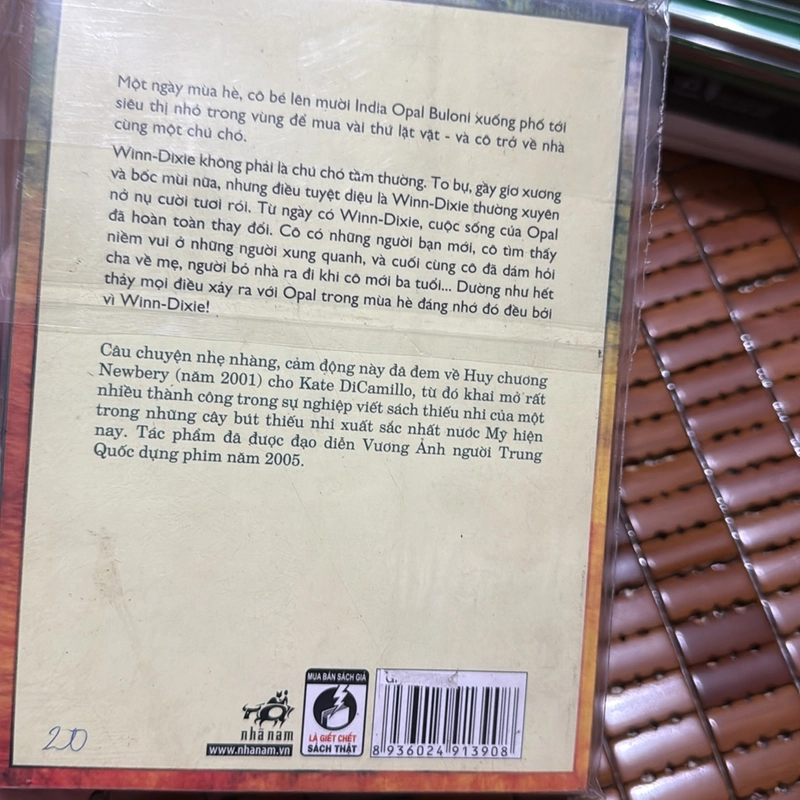 Một ngày mùa hè, cô bé lên mười India Opal Buloni xuống phố tới
siêu thị nhỏ trong vùng để mua vài thứ lặt vặt - và cô trở về nhà
cùng một chú chó.
Winn-Dixie không phải là chú chó tầm thường. To bự, gầy giơ xương
và bốc mùi nữa, nhưng điều tuyệt diệu là Winn-Dixie thường xuyên
nở nụ cười tươi rói. Từ ngày có Winn-Dixie, cuộc sống của Opal
đã hoàn toàn thay đổi. Cô có những người bạn mới, cô tìm thấy
niềm vui ở những người xung quanh, và cuối cùng cô đã dám hỏi
cha về mẹ, người bỏ nhà ra đi khi cô mới ba tuổi... Dường như hết
thảy mọi điều xảy ra với Opal trong mùa hè đáng nhớ đó đều bởi
vì Winn-Dixie!
Câu chuyện nhẹ nhàng, cảm động này đã đem về Huy chương
Newbery (năm 2001) cho Kate DiCamillo, từ đó khai mở rất
nhiều thành công trong sự nghiệp viết sách thiếu nhi của một
trong những cây bút thiếu nhi xuất sắc nhất nước Mỹ hiện
nay. Tác phẩm đã được đạo diễn Vương Ảnh người Trung
Quốc dựng phim năm 2005.
nhã nam
www.nhanam.vn
MUA BÁN SÁCH GIẢ
LÀ GIẾT CHẾT
SÁCH THẬT
8 936024 913908